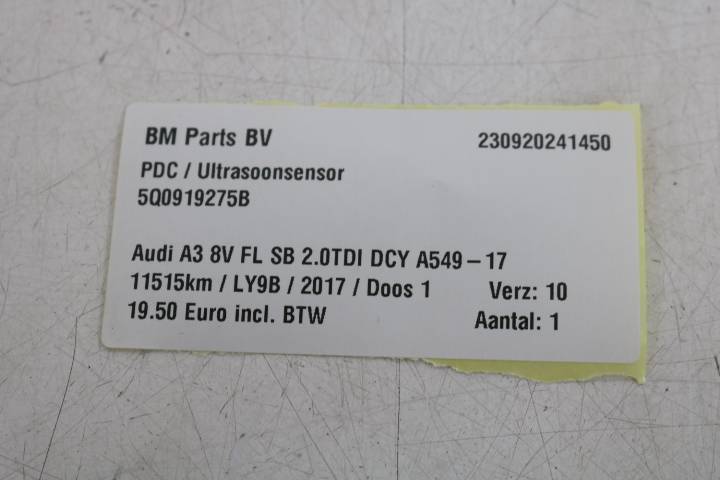 BM Parts BV 230920241450
PDC / Ultrasoonsensor
5Q0919275B
Audi A3 8V FL SB 2.0TDI DCY A549-17
11515km / LY9B / 2017 / Doos 1 Verz: 10
19.50 Euro incl. BTW Aantal: 1